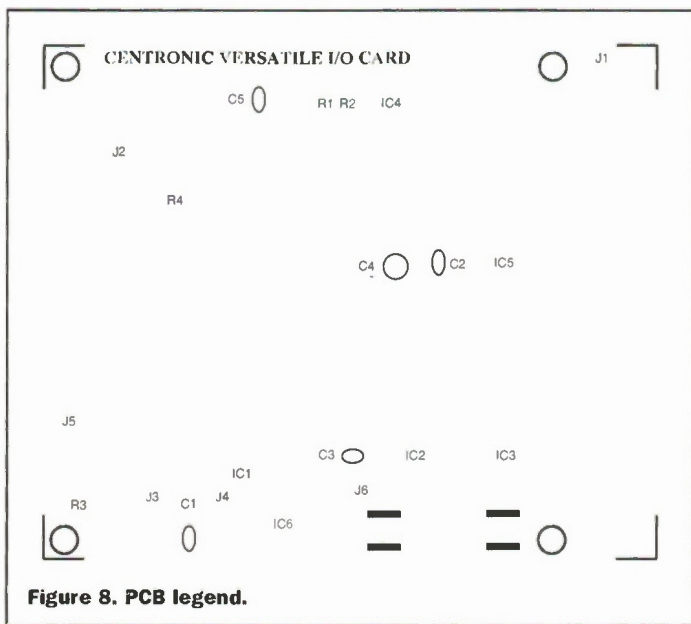 CENTRONIC VERSATILE I/O CARD
J1
C5 R1 R2 IC4
J2
R4
C4 C2 IC5
J5
C3 IC2 IC3
IC1
R3 J3 C1 J4 J6
IC6
Figure 8. PCB legend.